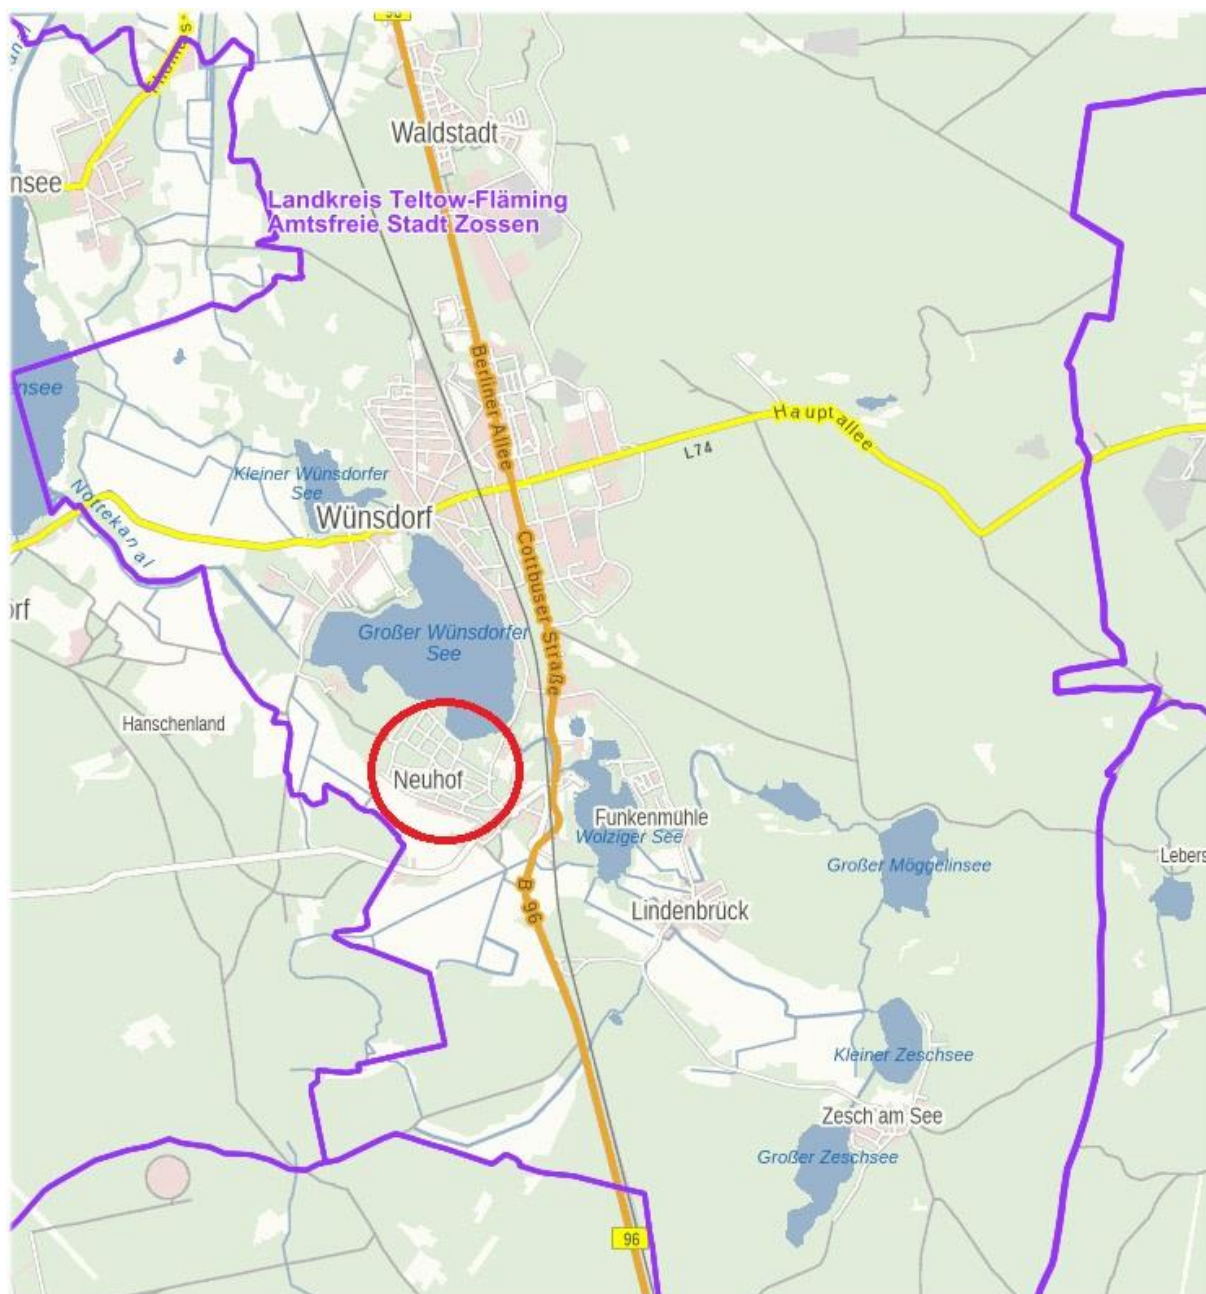 Thomas-
Waldstadt
nsee
Landkreis Teltow-Fläming
Amtsfreie Stadt Zossen
Berliner Allee
nsee
Hauptallee
L74
Kleiner Wünsdorfer
See
Nottekanal
Wünsdorf
Cottbuser Straße
orf
Großer Wünsdorfer
See
Hanschenland
Neuhof
Funkenmühle
Wolziger See
Großer Möggelinsee
Lebers
B 96
Lindenbrück
Kleiner Zeschsee
Zesch am See
Großer Zeschsee
96